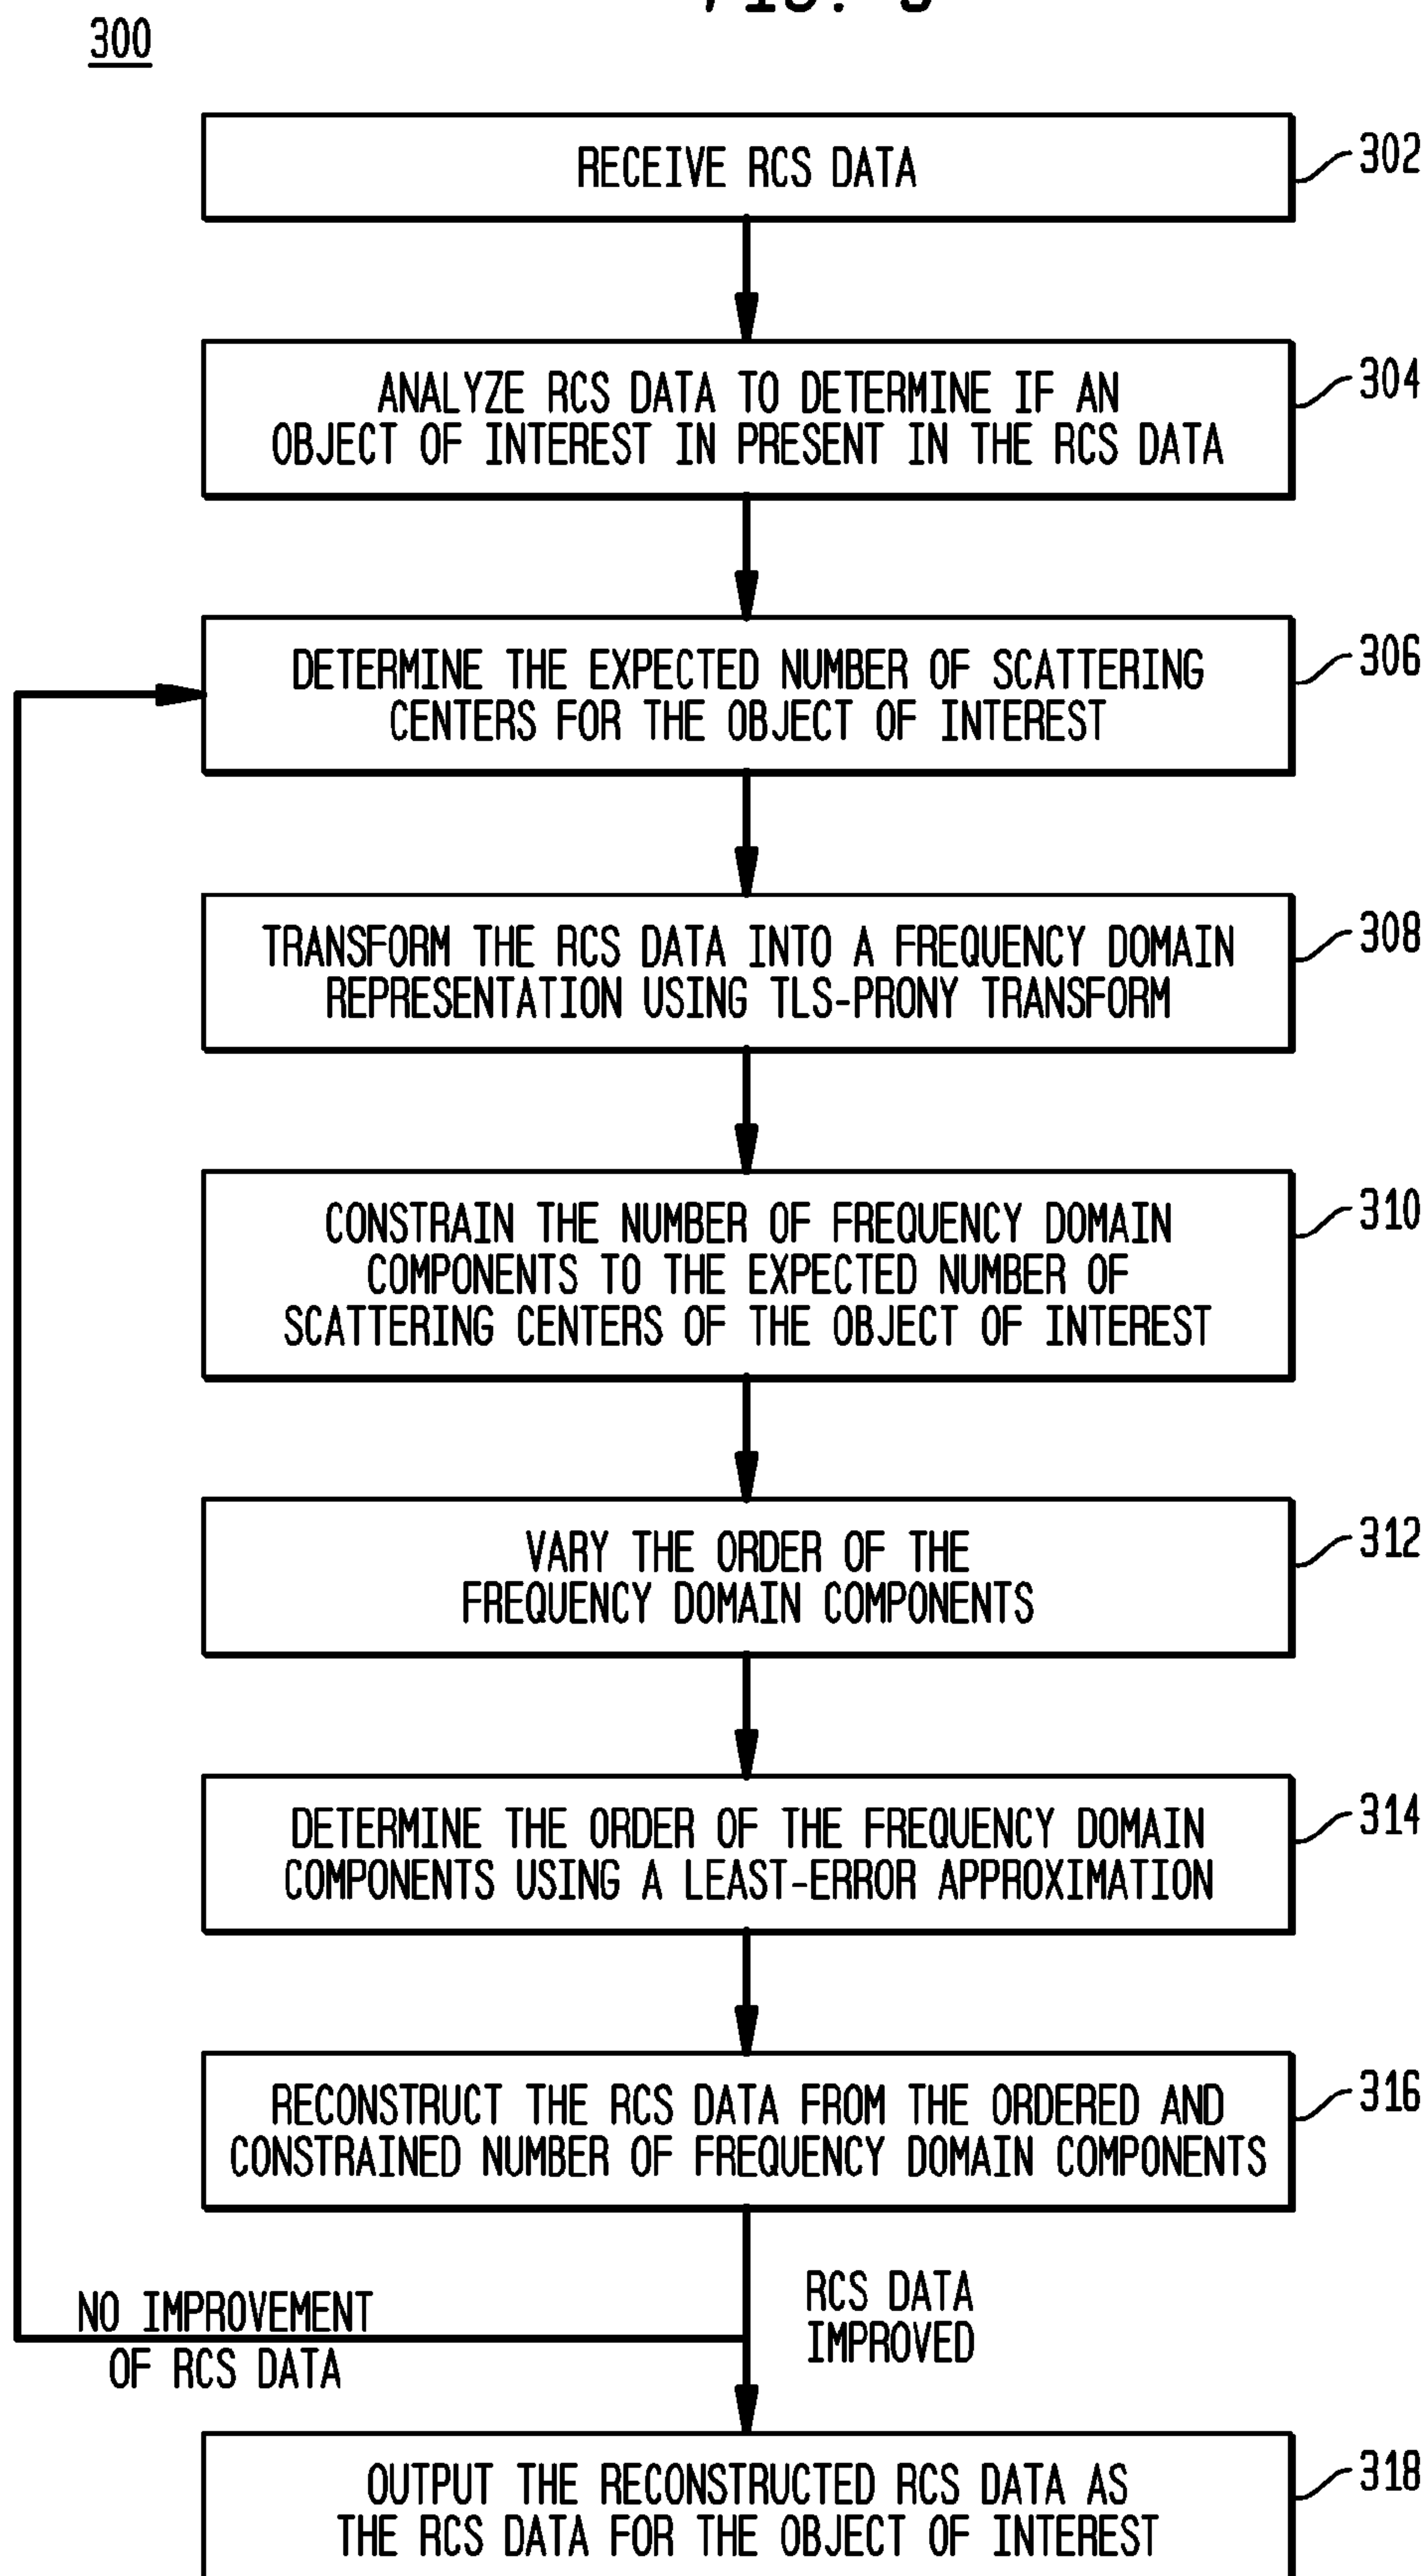 300
RECEIVE RCS DATA
302
ANALYZE RCS DATA TO DETERMINE IF AN
OBJECT OF INTEREST IN PRESENT IN THE RCS DATA
304
DETERMINE THE EXPECTED NUMBER OF SCATTERING
CENTERS FOR THE OBJECT OF INTEREST
306
TRANSFORM THE RCS DATA INTO A FREQUENCY DOMAIN
REPRESENTATION USING TLS-PRONY TRANSFORM
308
CONSTRAIN THE NUMBER OF FREQUENCY DOMAIN
COMPONENTS TO THE EXPECTED NUMBER OF
SCATTERING CENTERS OF THE OBJECT OF INTEREST
310
VARY THE ORDER OF THE
FREQUENCY DOMAIN COMPONENTS
312
DETERMINE THE ORDER OF THE FREQUENCY DOMAIN
COMPONENTS USING A LEAST-ERROR APPROXIMATION
314
RECONSTRUCT THE RCS DATA FROM THE ORDERED AND
CONSTRAINED NUMBER OF FREQUENCY DOMAIN COMPONENTS
316
NO IMPROVEMENT
OF RCS DATA
RCS DATA
IMPROVED
OUTPUT THE RECONSTRUCTED RCS DATA AS
THE RCS DATA FOR THE OBJECT OF INTEREST
318